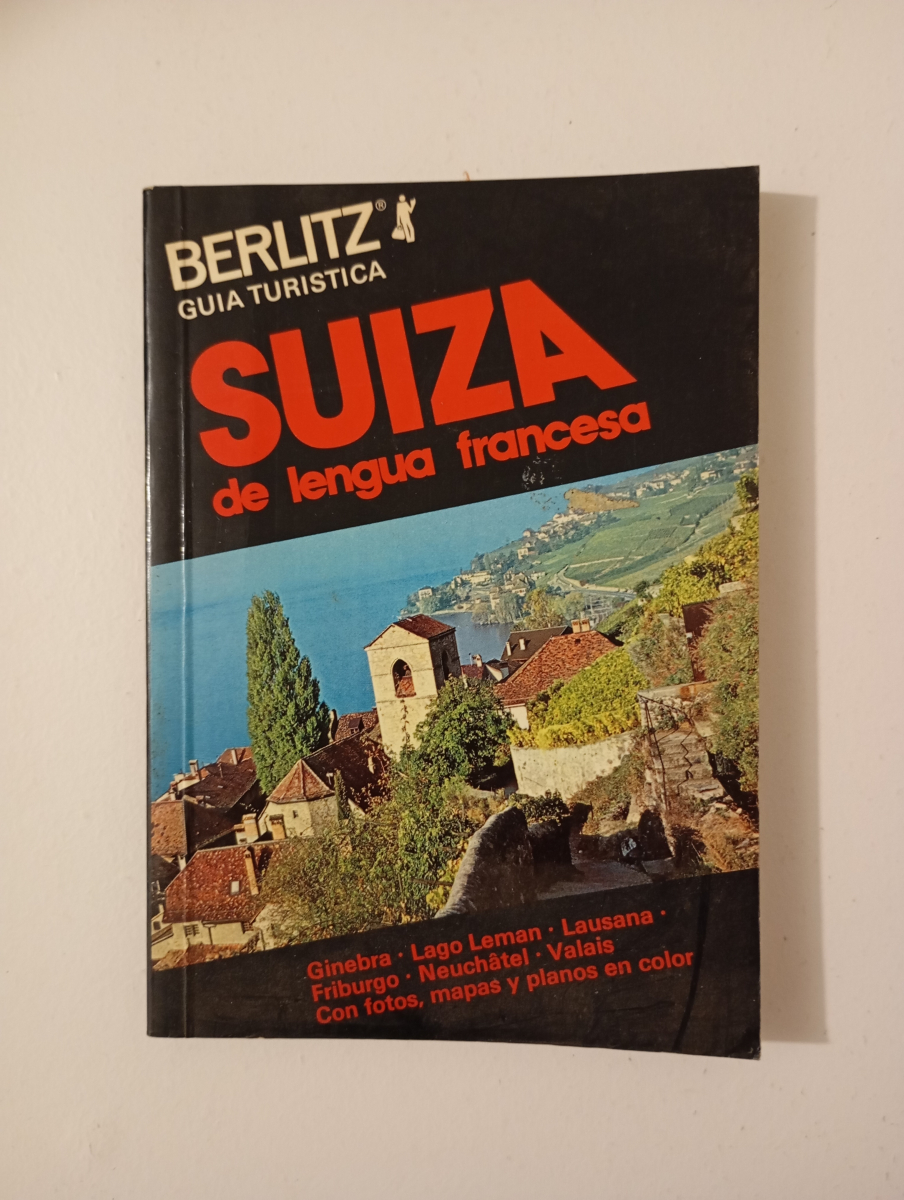 BERLITZ®
GUIA TURISTICA
SUIZA
de lengua francesa
Ginebra · Lago Leman · Lausana ·
Friburgo · Neuchâtel · Valais
Con fotos, mapas y planos en color